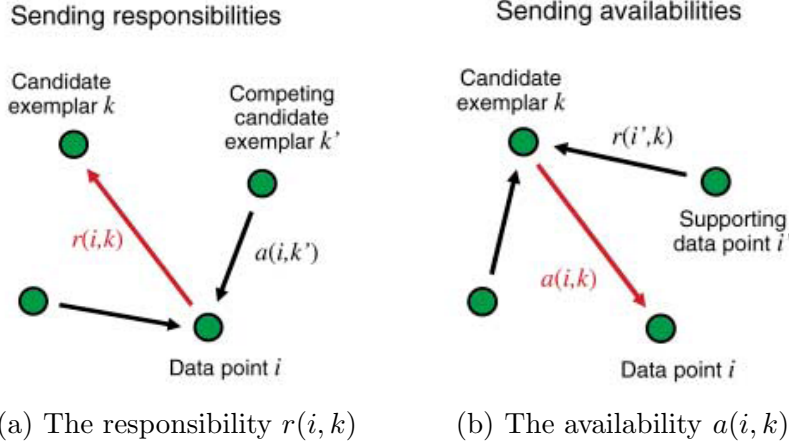 Sending responsibilities
Candidate
exemplar k
Competing
candidate
exemplar k'
r(i,k)
a(i,k')
Data point i
(a) The responsibility r(i, k)
Sending availabilities
Candidate
exemplar k
r(i',k)
Supporting
data point i'
a(i,k)
Data point i
(b) The availability a(i, k)